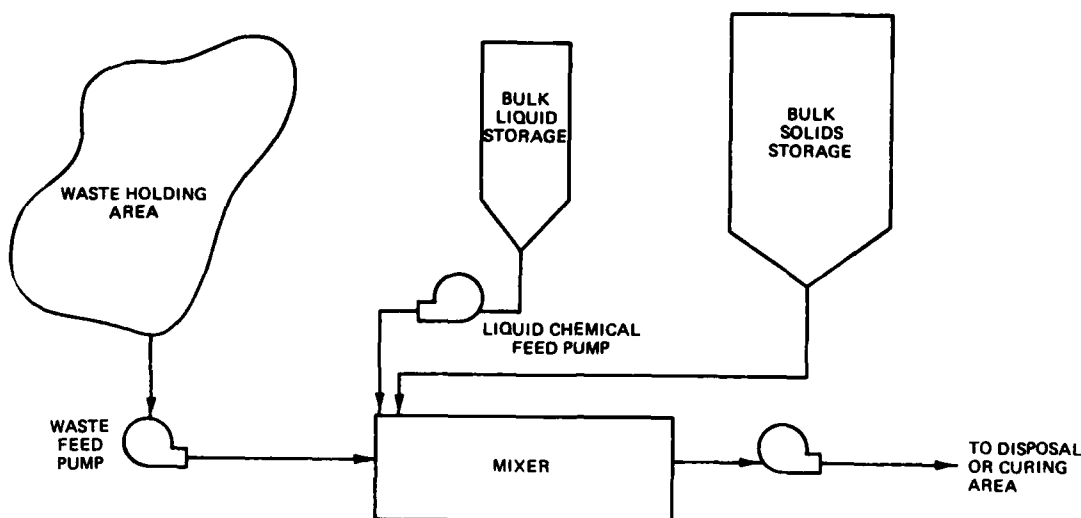 WASTE HOLDING
AREA
BULK
LIQUID
STORAGE
BULK
SOLIDS
STORAGE
LIQUID CHEMICAL
FEED PUMP
WASTE
FEED
PUMP
MIXER
TO DISPOSAL
OR CURING
AREA